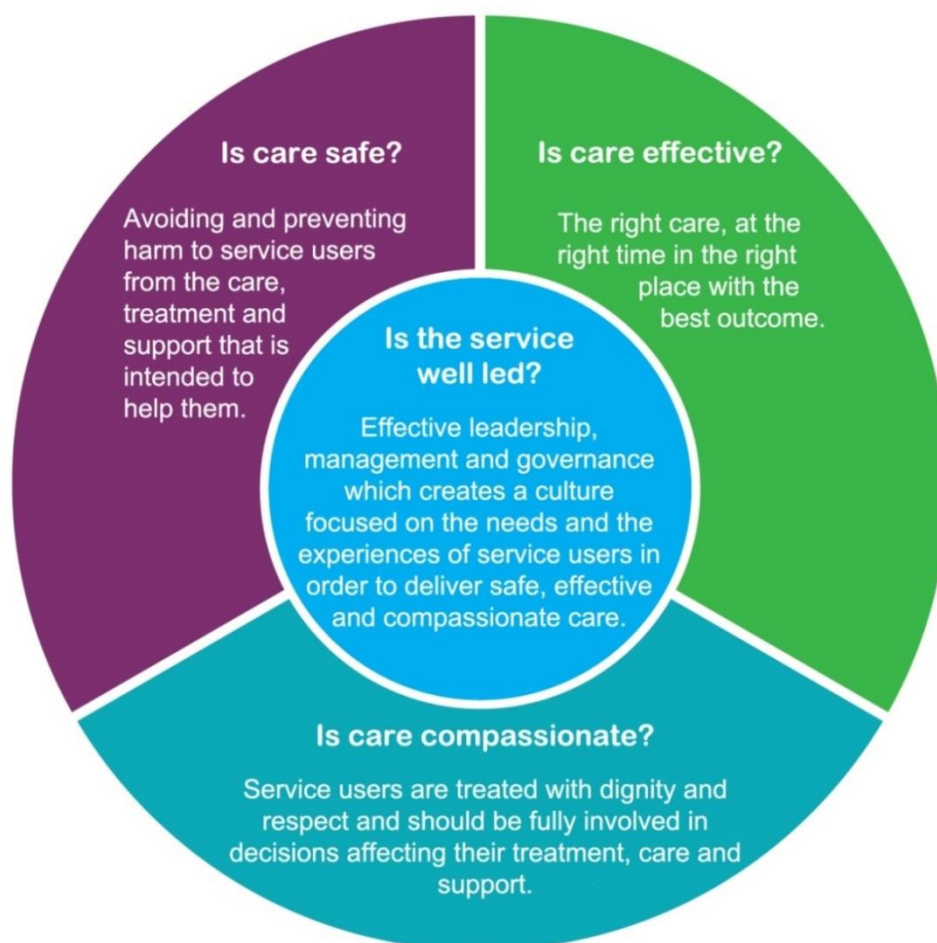 Is care safe?
Avoiding and preventing
harm to service users
from the care,
treatment and
support that is
intended to
help them.
Is care effective?
The right care, at the
right time in the right
place with the
best outcome.
Is the service
well led?
Effective leadership,
management and governance
which creates a culture
focused on the needs and the
experiences of service users in
order to deliver safe, effective
and compassionate care.
Is care compassionate?
Service users are treated with dignity and
respect and should be fully involved in
decisions affecting their treatment, care and
support.